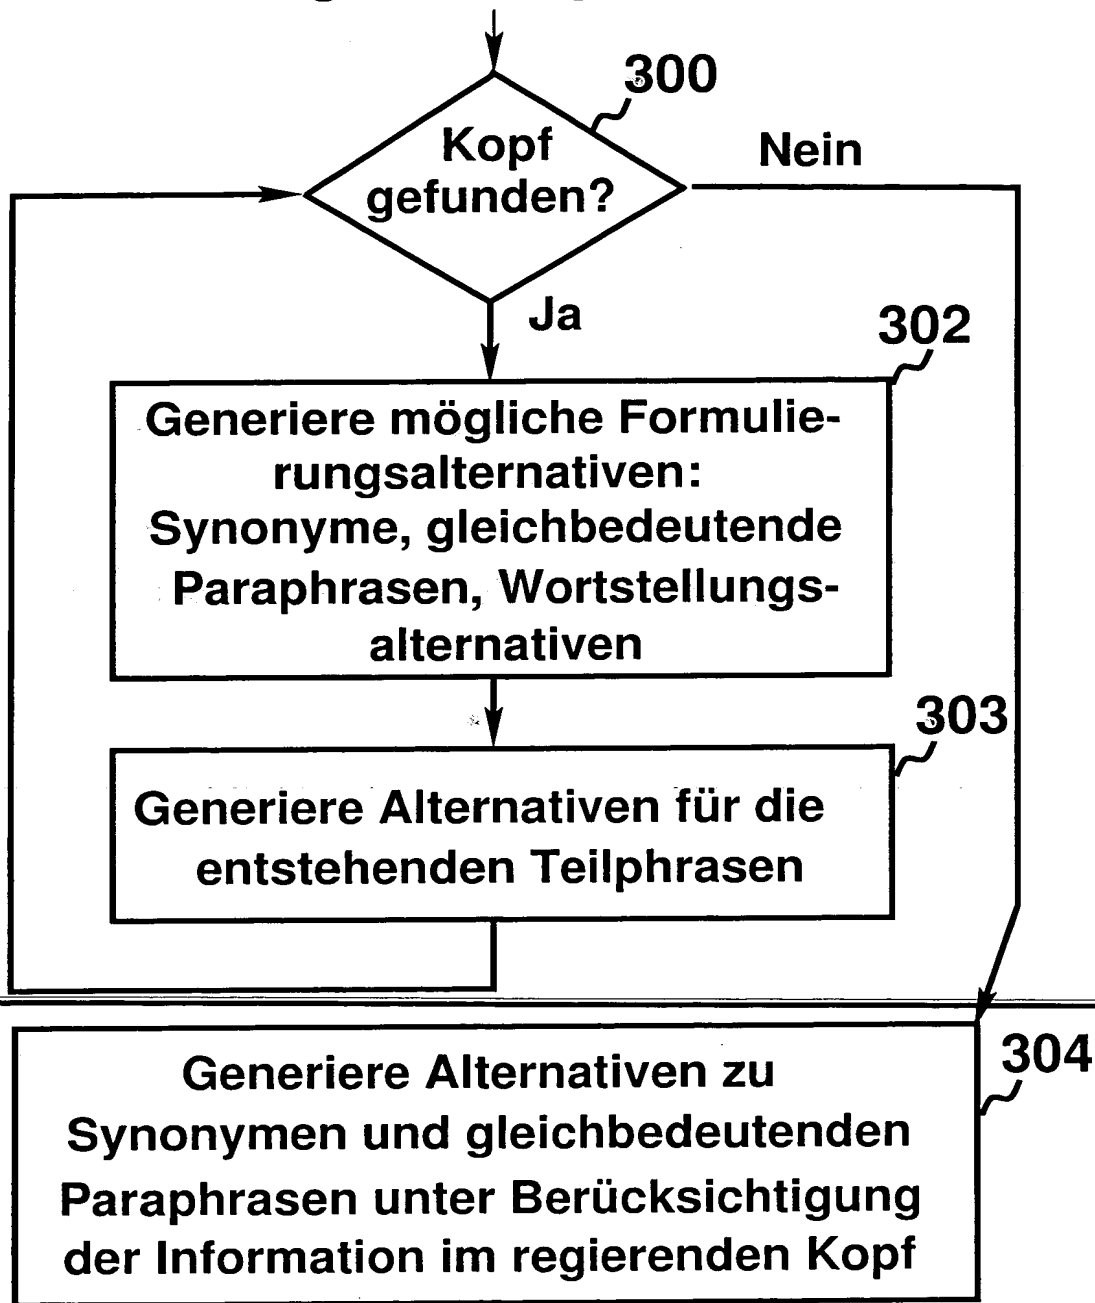 300
Kopf
gefunden?
Nein
Ja
302
Generiere mögliche Formulie-
rungsalternativen:
Synonyme, gleichbedeutende
Paraphrasen, Wortstellungs-
alternativen
303
Generiere Alternativen für die
entstehenden Teilphrasen
304
Generiere Alternativen zu
Synonymen und gleichbedeutenden
Paraphrasen unter Berücksichtigung
der Information im regierenden Kopf